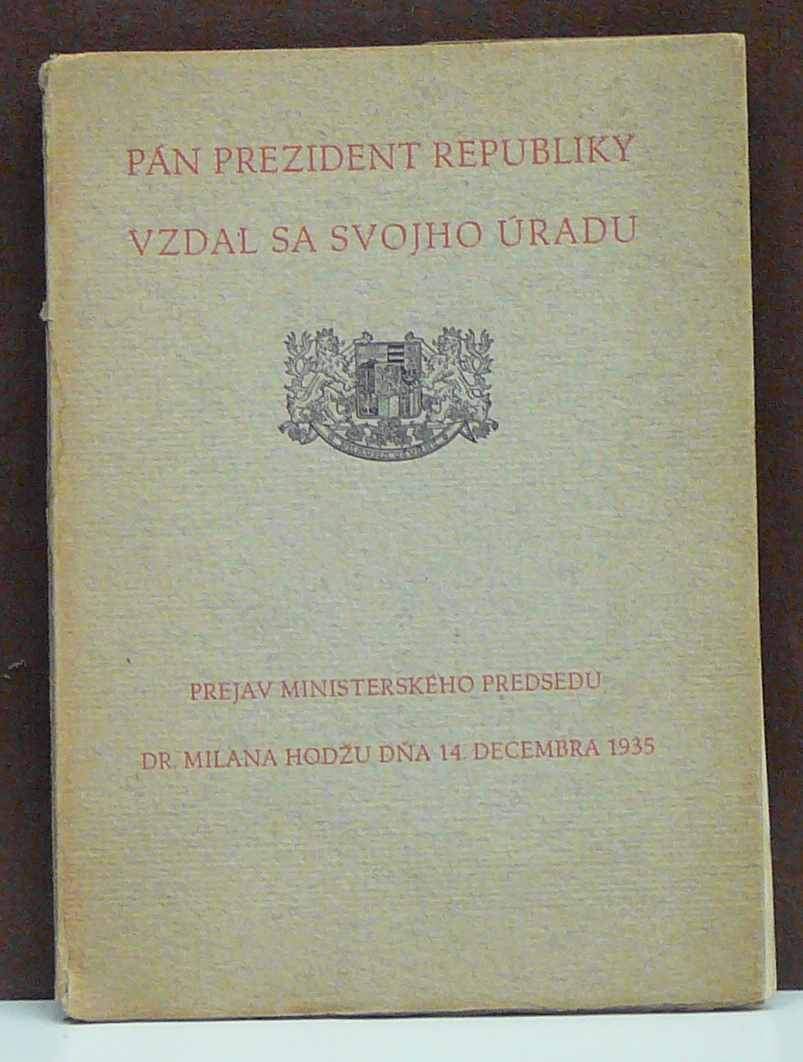 PÁN PREZIDENT REPUBLIKY
VZDAL SA SVOJHO ÚRADU
PREJAV MINISTERSKÉHO PREDSEDU
DR. MILANA HODŽU DŇA 14. DECEMBRA 1935